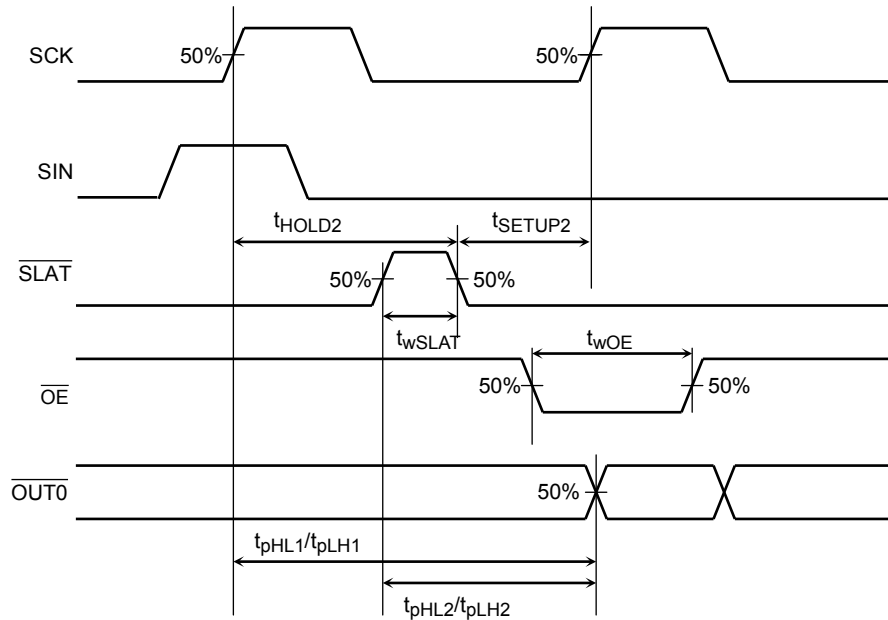 SCK
50%
50%
SIN
tHOLD2
tSETUP2
SLAT
50%
50%
twSLAT
twOE
OE
50%
50%
OUT0
50%
tpHL1/tpLH1
tpHL2/tpLH2